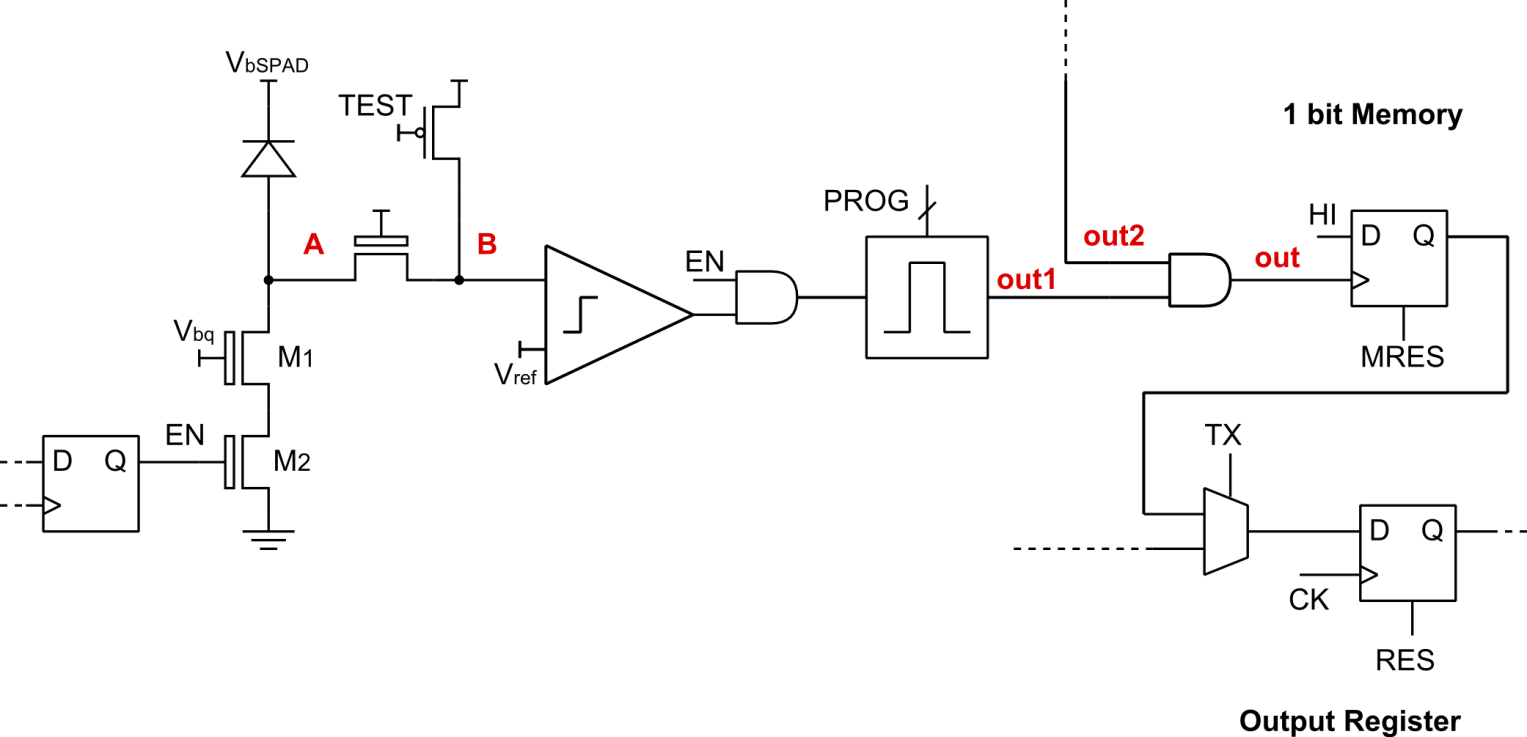 VbSPAD
TEST
1 bit Memory
PROG
HI
D Q
A
B
out2
out
EN
out1
Vbq
M1
Vref
MRES
EN
D Q
M2
TX
D Q
CK
RES
Output Register